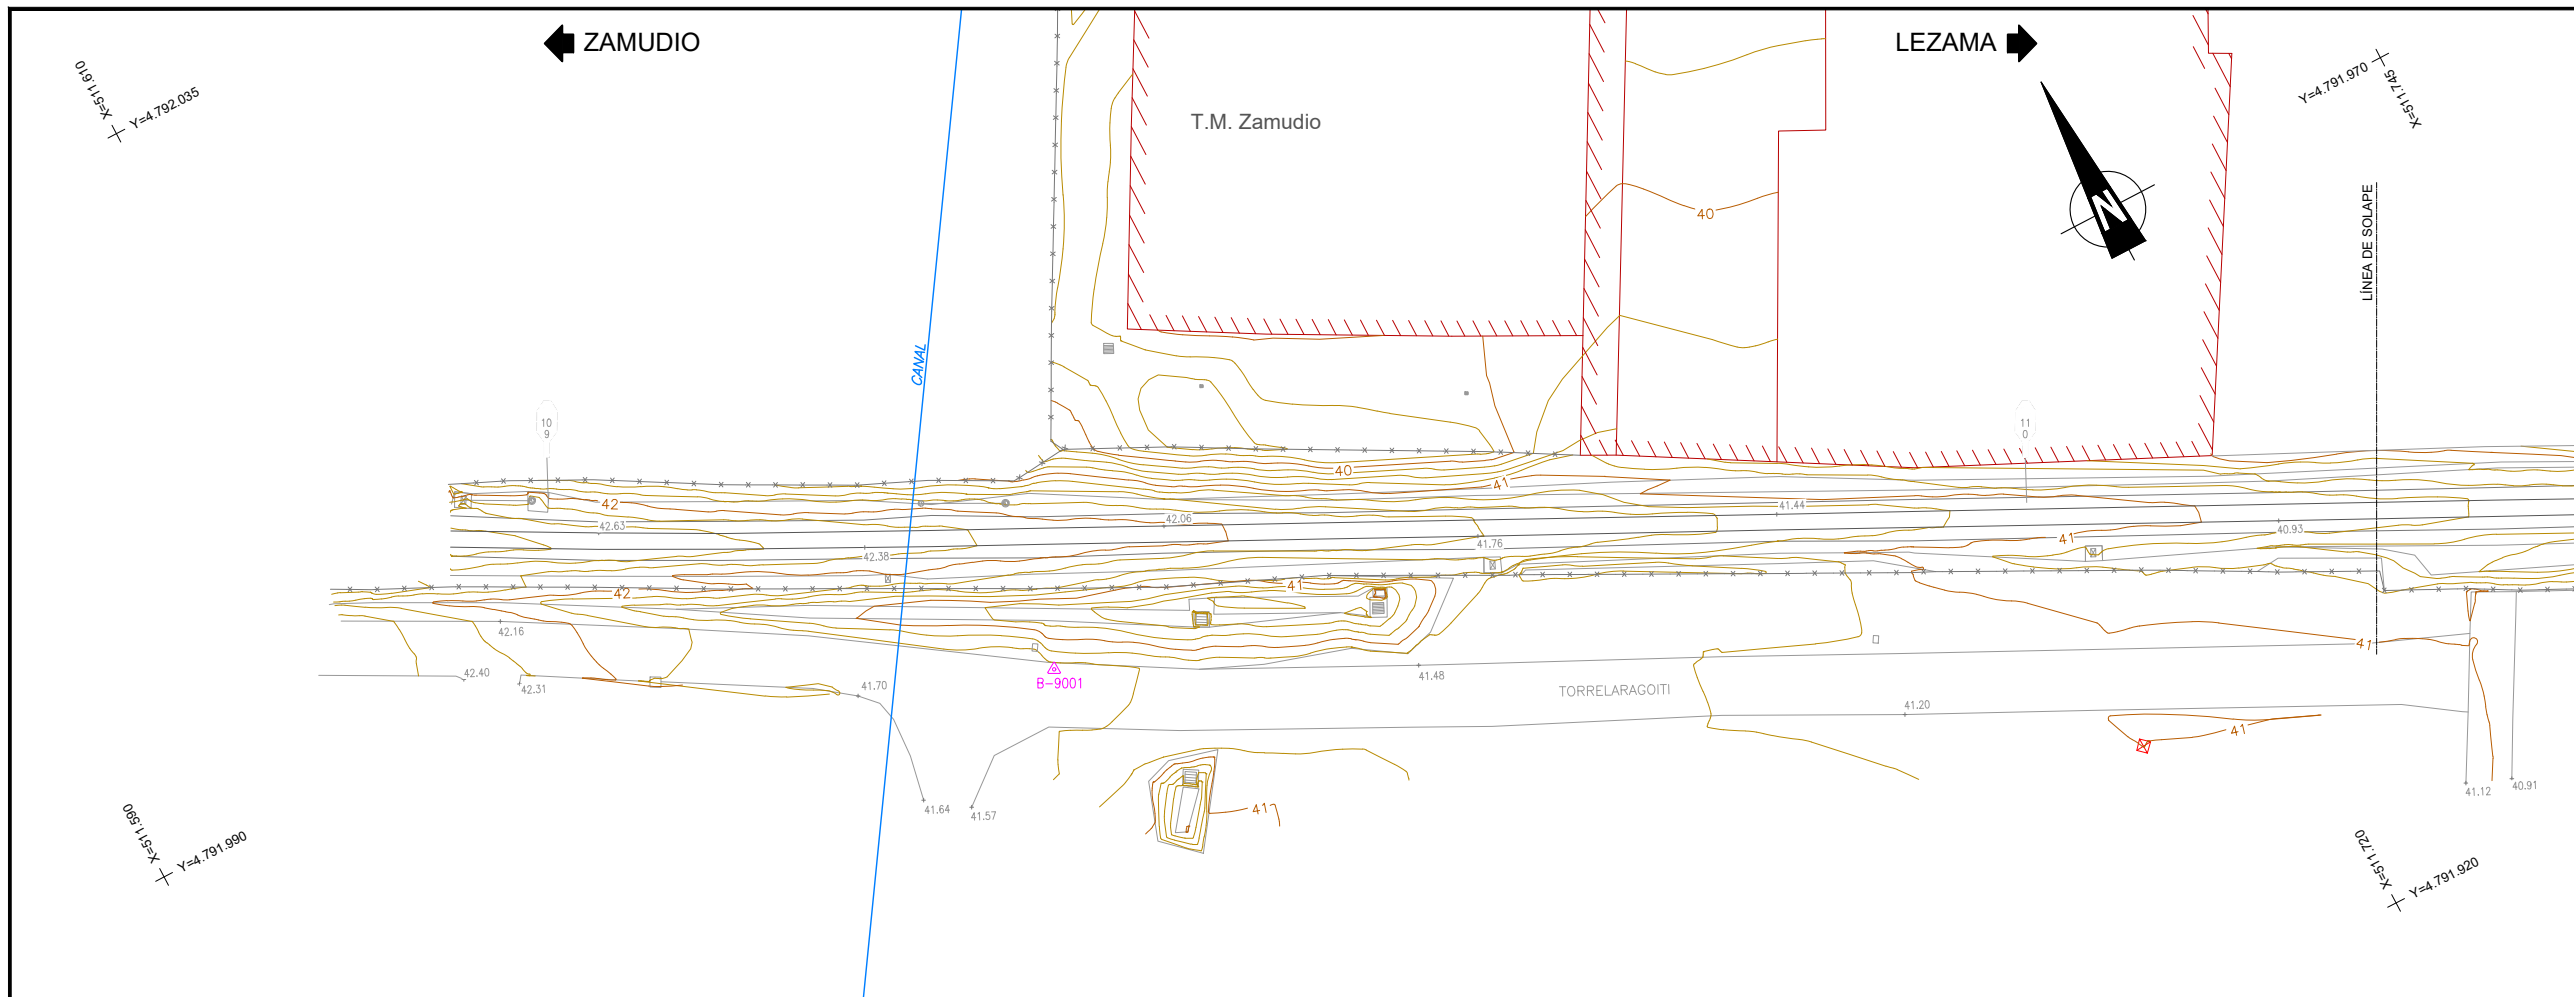 ZAMUDIO
LEZAMA
X=511.610
Y=4.792.035
Y=4.791.970
X=511.745
T.M. Zamudio
N
40
LÍNEA DE SOLAPE
CANAL
10
9
11
0
40
41
42
42.63
42.06
41.44
40.93
42.38
41.76
41
42
41
42.16
41
42.40
42.31
41.70
B-9001
41.48
TORRELARAGOITI
41.20
41
41.64
41.57
41
41.12
40.91
X=511.590
Y=4.791.990
X=511.720
Y=4.791.920